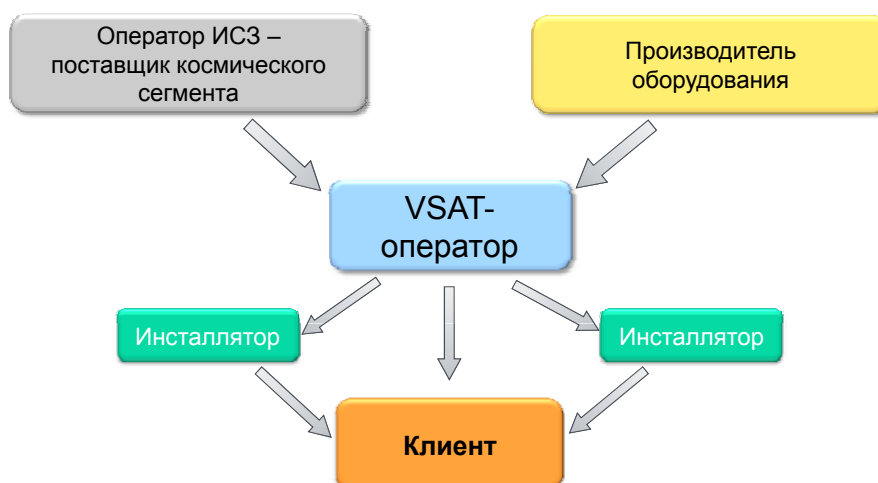 Оператор ИСЗ –
поставщик космического
сегмента
Производитель
оборудования
VSAT-
оператор
Инсталлятор
Инсталлятор
Клиент